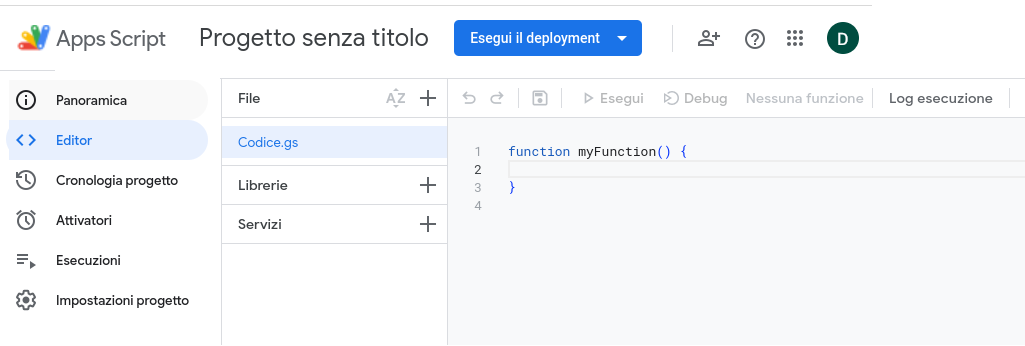 Apps Script
Progetto senza titolo
Esegui il deployment
D
Panoramica
Editor
Cronologia progetto
Attivatori
Esecuzioni
Impostazioni progetto
File
AZ
Codice.gs
Librerie
Servizi
Esegui
Debug
Nessuna funzione
Log esecuzione
1 function myFunction() {
2
3 }
4